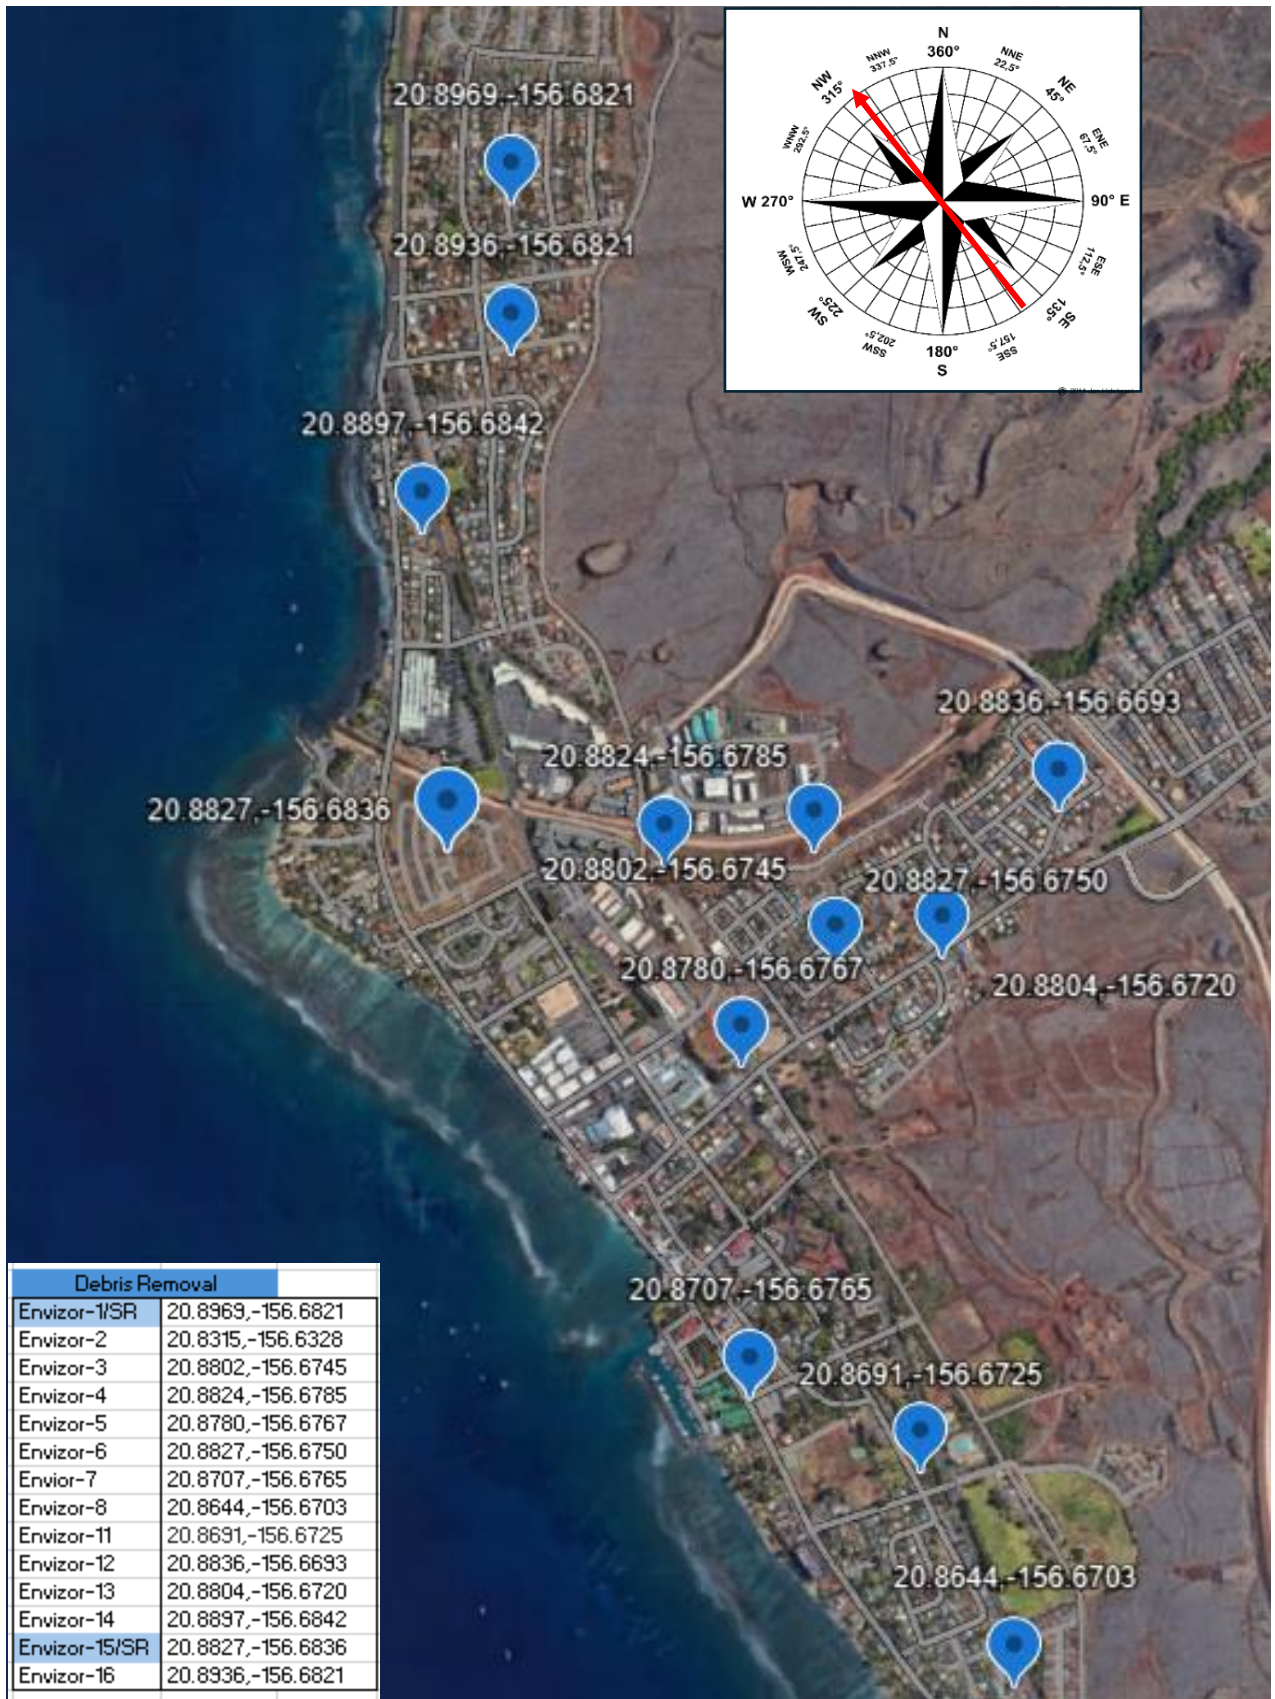 N
360°
NNW
337,5°
NNE
22,5°
NW
315°
NE
45°
WNW
292,5°
ENE
67,5°
W 270°
90° E
WSW
247,5°
ESE
112,5°
SW
225°
SE
135°
SSW
202,5°
SSE
157,5°
180°
S
20.8969,-156.6821
20.8936,-156.6821
20.8897,-156.6842
20.8836,-156.6693
20.8824,-156.6785
20.8827,-156.6836
20.8802,-156.6745
20.8827,-156.6750
20.8780,-156.6767
20.8804,-156.6720
20.8707,-156.6765
20.8691,-156.6725
20.8644,-156.6703
Debris Removal
Envizor-1/SR 20.8969,-156.6821
Envizor-2 20.8315,-156.6328
Envizor-3 20.8802,-156.6745
Envizor-4 20.8824,-156.6785
Envizor-5 20.8780,-156.6767
Envizor-6 20.8827,-156.6750
Envior-7 20.8707,-156.6765
Envizor-8 20.8644,-156.6703
Envizor-11 20.8691,-156.6725
Envizor-12 20.8836,-156.6693
Envizor-13 20.8804,-156.6720
Envizor-14 20.8897,-156.6842
Envizor-15/SR 20.8827,-156.6836
Envizor-16 20.8936,-156.6821